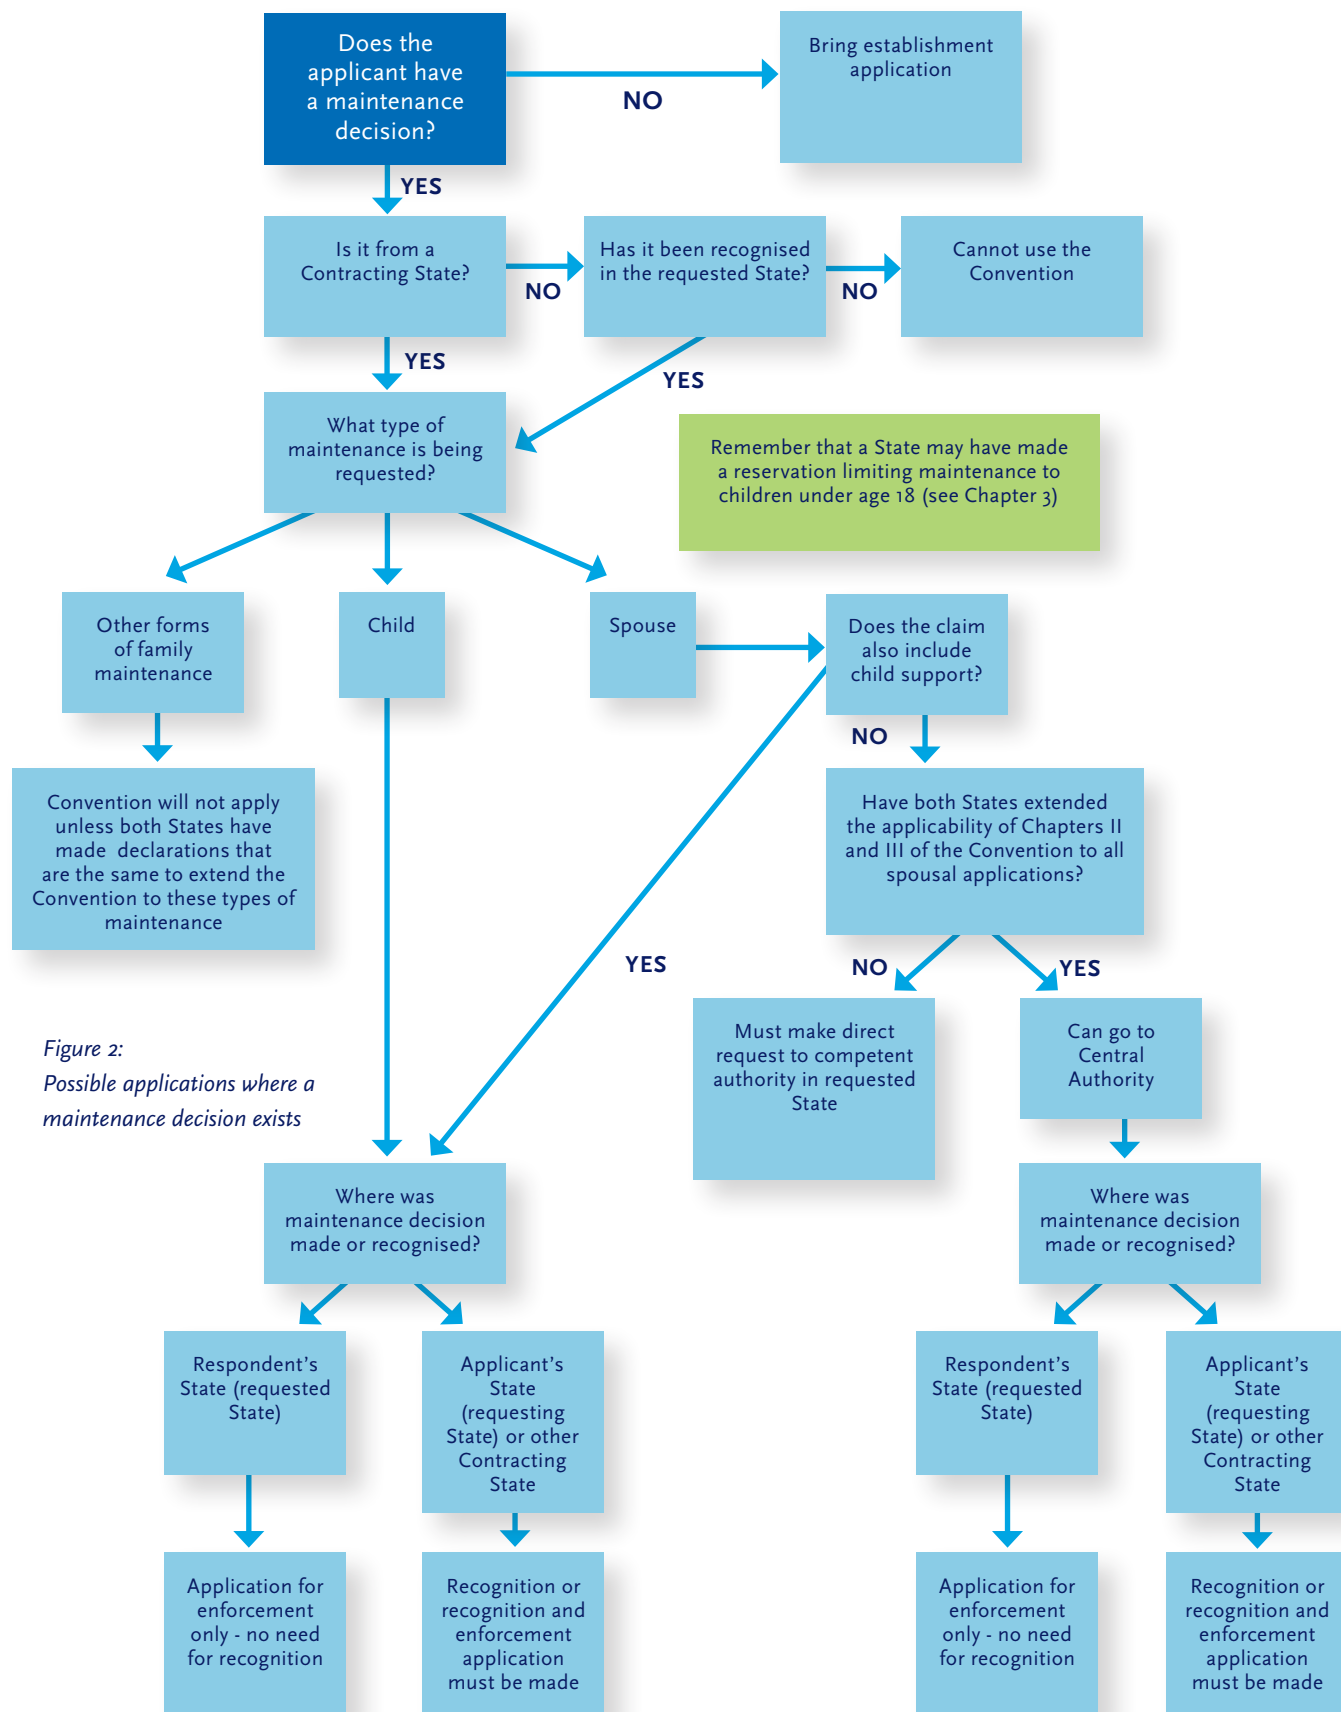 Does the
applicant have
a maintenance
decision?
NO
Bring establishment
application
YES
Is it from a
Contracting State?
NO
Has it been recognised
in the requested State?
NO
Cannot use the
Convention
YES
YES
What type of
maintenance is being
requested?
Remember that a State may have made
a reservation limiting maintenance to
children under age 18 (see Chapter 3)
Other forms
of family
maintenance
Child
Spouse
Does the claim
also include
child support?
NO
Convention will not apply
unless both States have
made declarations that
are the same to extend the
Convention to these types of
maintenance
Have both States extended
the applicability of Chapters II
and III of the Convention to all
spousal applications?
YES
NO
YES
Must make direct
request to competent
authority in requested
State
Can go to
Central
Authority
Figure 2:
Possible applications where a
maintenance decision exists
Where was
maintenance decision
made or recognised?
Where was
maintenance decision
made or recognised?
Respondent's
State (requested
State)
Applicant's
State
(requesting
State) or other
Contracting
State
Respondent's
State (requested
State)
Applicant's
State
(requesting
State) or other
Contracting
State
Application for
enforcement
only - no need
for recognition
Recognition or
recognition and
enforcement
application
must be made
Application for
enforcement
only - no need
for recognition
Recognition or
recognition and
enforcement
application
must be made